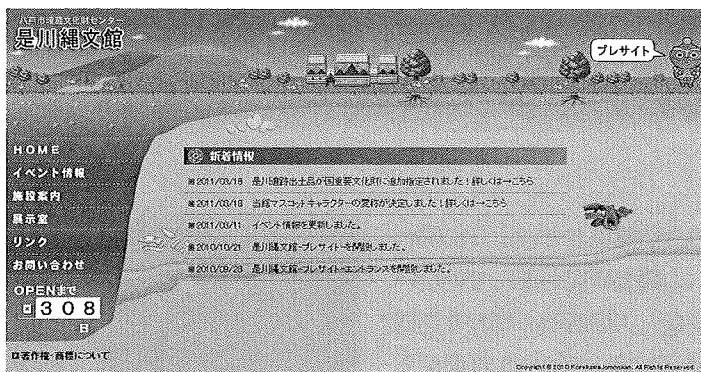 八戸市埋蔵文化財センター
是川縄文館
プレサイト
HOME
イベント情報
施設案内
展示室
リンク
お問い合わせ
OPENまで
308
日
著作権・商標について
新着情報
2011/03/18 是川遺跡出土品が国重要文化財に追加指定されました!詳しくは→こちら
2011/03/18 当館マスコットキャラクターの愛称が決定しました!詳しくは→こちら
2011/03/11 イベント情報を更新しました。
2010/10/21 是川縄文館-プレサイト-を開設しました。
2010/09/23 是川縄文館-プレサイト-エントランスを開設しました。
Copyright © 2010 Korekawa Jomonkan, All Rights Reserved.